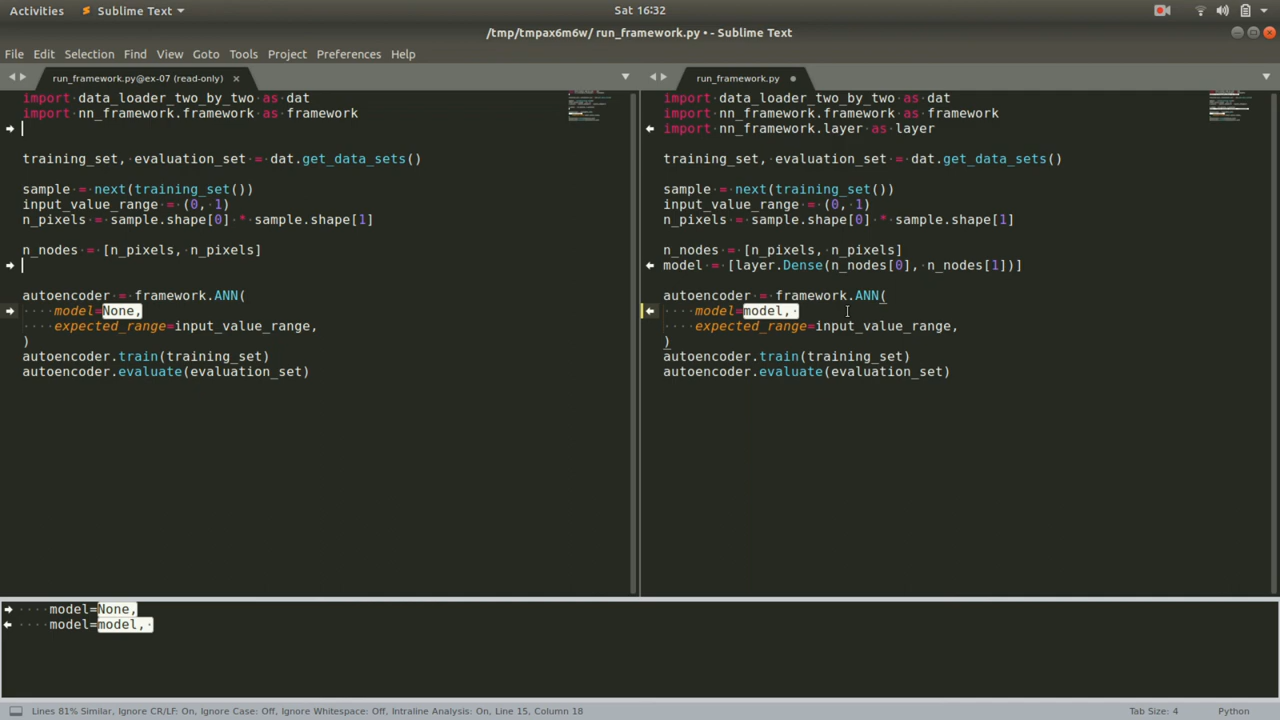 Activities Sublime Text Sat 16:32
/tmp/tmpax6m6w/ run_framework.py • - Sublime Text
File Edit Selection Find View Goto Tools Project Preferences Help
run_framework.py@ex-07 (read-only) ×
import data_loader_two_by_two as dat
import nn_framework.framework as framework
training_set, evaluation_set = dat.get_data_sets()
sample = next(training_set())
input_value_range = (0, 1)
n_pixels = sample.shape[0] * sample.shape[1]
n_nodes = [n_pixels, n_pixels]
autoencoder = framework.ANN(
model=None,
expected_range=input_value_range,
)
autoencoder.train(training_set)
autoencoder.evaluate(evaluation_set)
run_framework.py
import data_loader_two_by_two as dat
import nn_framework.framework as framework
import nn_framework.layer as layer
training_set, evaluation_set = dat.get_data_sets()
sample = next(training_set())
input_value_range = (0, 1)
n_pixels = sample.shape[0] * sample.shape[1]
n_nodes = [n_pixels, n_pixels]
model = [layer.Dense(n_nodes[0], n_nodes[1])]
autoencoder = framework.ANN(
model=model,
expected_range=input_value_range,
)
autoencoder.train(training_set)
autoencoder.evaluate(evaluation_set)
model=None,
model=model,
Lines 81% Similar, Ignore CR/LF: On, Ignore Case: Off, Ignore Whitespace: Off, Intraline Analysis: On, Line 15, Column 18 Tab Size: 4 Python